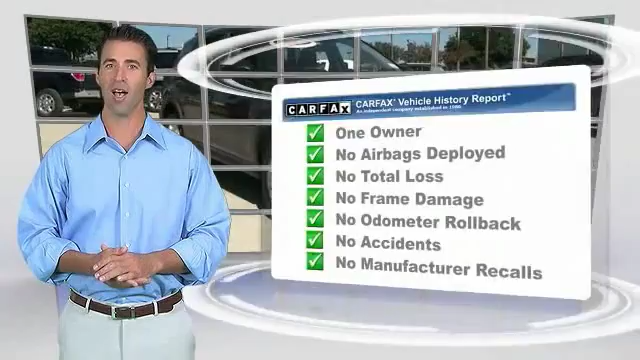 CARFAX CARFAX Vehicle History Report™
An independent company established in 1986
One Owner
No Airbags Deployed
No Total Loss
No Frame Damage
No Odometer Rollback
No Accidents
No Manufacturer Recalls